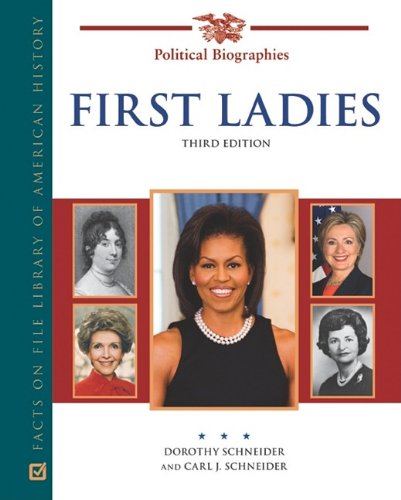 Political Biographies
FIRST LADIES
THIRD EDITION
FACTS ON FILE LIBRARY OF AMERICAN HISTORY
★ ★ ★
DOROTHY SCHNEIDER
AND CARL J. SCHNEIDER